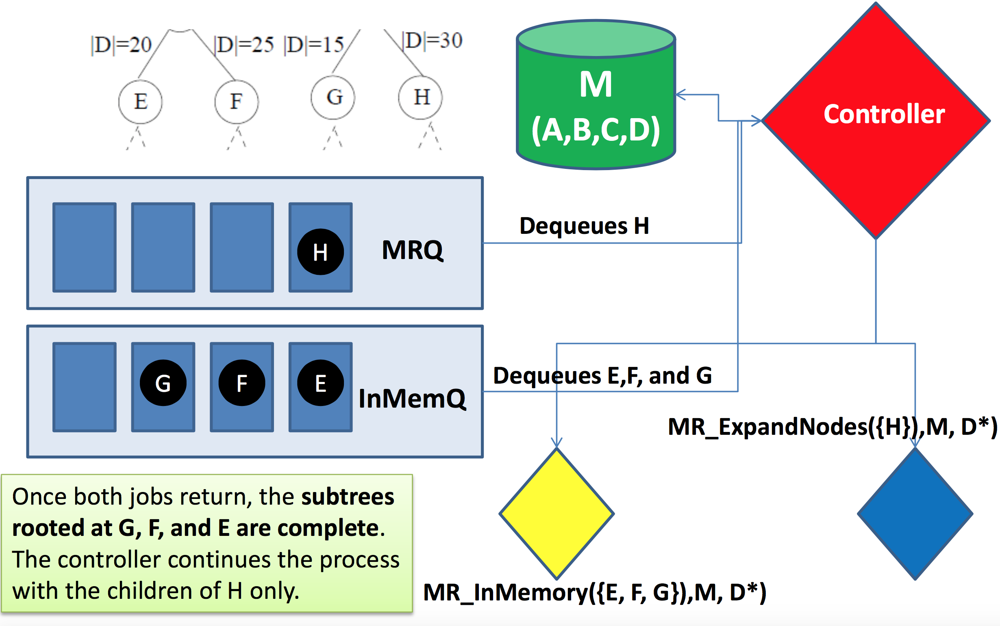 |D|=20
|D|=25
|D|=15
|D|=30
E
F
G
H
M
(A,B,C,D)
Controller
H
MRQ
Dequeues H
G
F
E
InMemQ
Dequeues E,F, and G
MR_ExpandNodes({H}),M, D*)
Once both jobs return, the subtrees
rooted at G, F, and E are complete.
The controller continues the process
with the children of H only.
MR_InMemory({E, F, G}),M, D*)